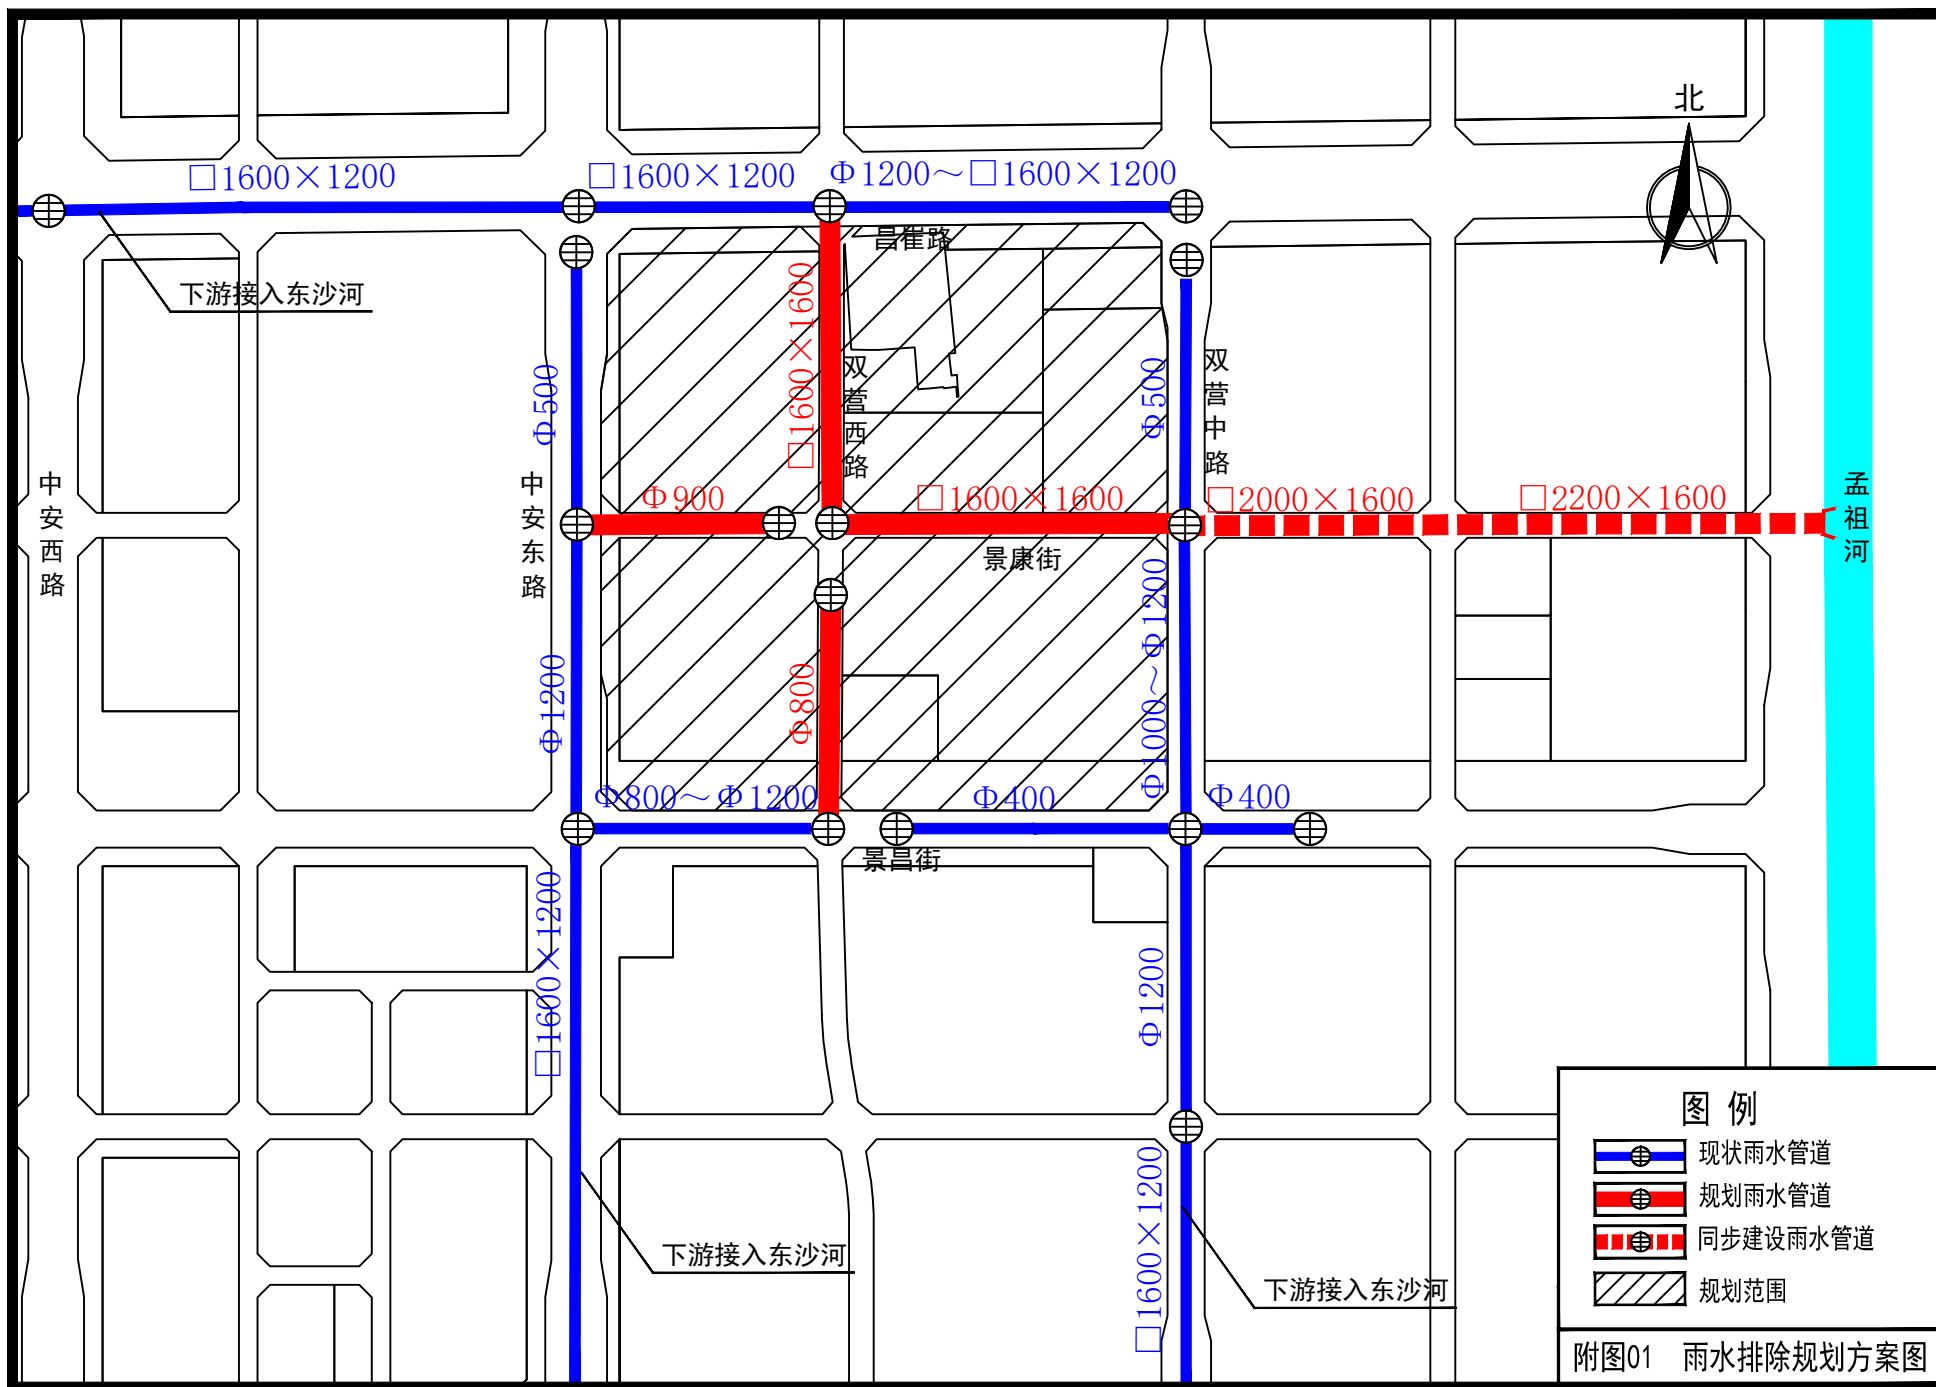 北
□1600×1200
□1600×1200
Φ1200～□1600×1200
昌崔路
下游接入东沙河
□1600×1600
双营西路
双营中路
Φ500
Φ500
中安西路
中安东路
Φ900
□1600×1600
□2000×1600
□2200×1600
孟祖河
景康街
Φ1200
Φ800
Φ1000～Φ1200
Φ800～Φ1200
Φ400
Φ400
景昌街
□1600×1200
Φ1200
□1600×1200
下游接入东沙河
下游接入东沙河
图 例
现状雨水管道
规划雨水管道
同步建设雨水管道
规划范围
附图01 雨水排除规划方案图